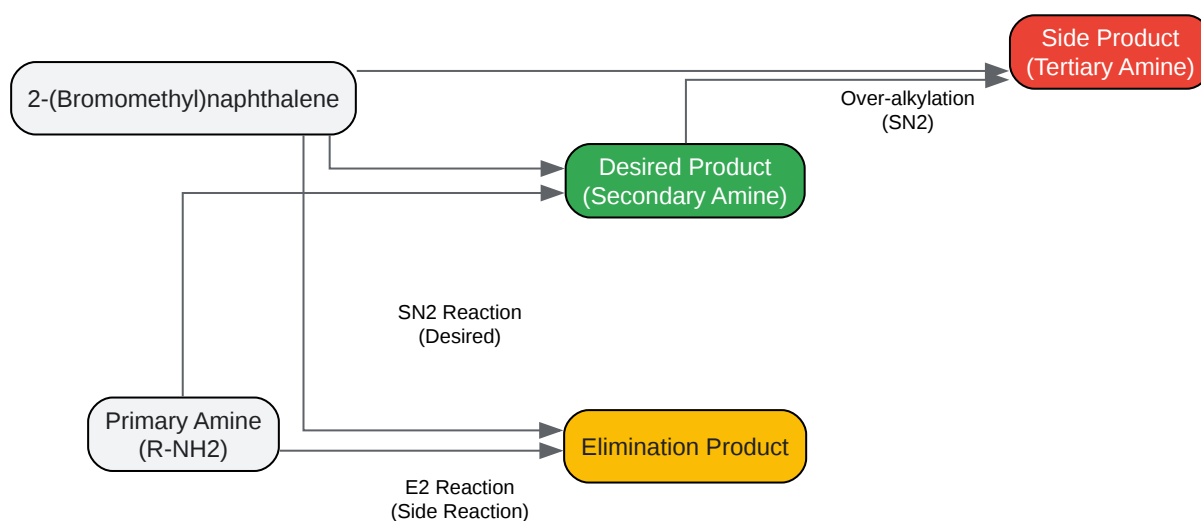 Side Product
(Tertiary Amine)
2-(Bromomethyl)naphthalene
Over-alkylation
(SN2)
Desired Product
(Secondary Amine)
SN2 Reaction
(Desired)
Primary Amine
(R-NH2)
Elimination Product
E2 Reaction
(Side Reaction)